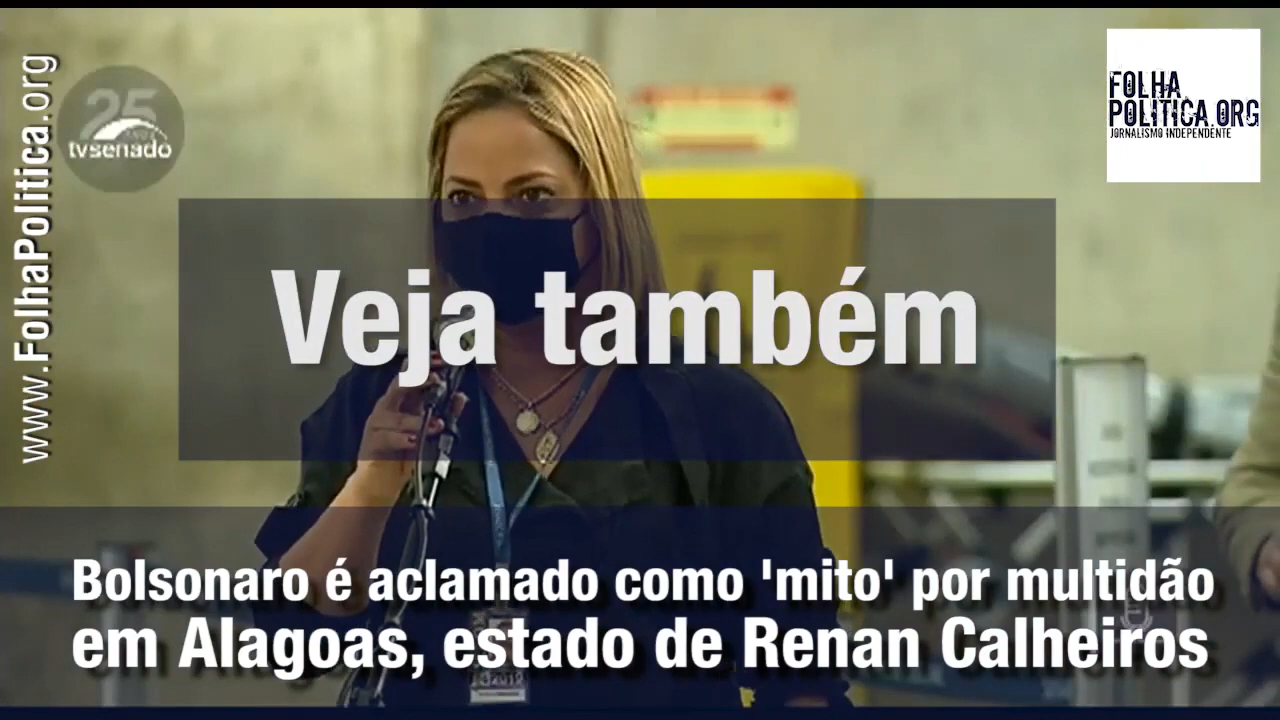 www.FolhaPolitica.org
25
tvsenado
FOLHA
POLITICA.ORG
JORNALISMO INDEPENDENTE
Veja também
Bolsonaro é aclamado como 'mito' por multidão
em Alagoas, estado de Renan Calheiros